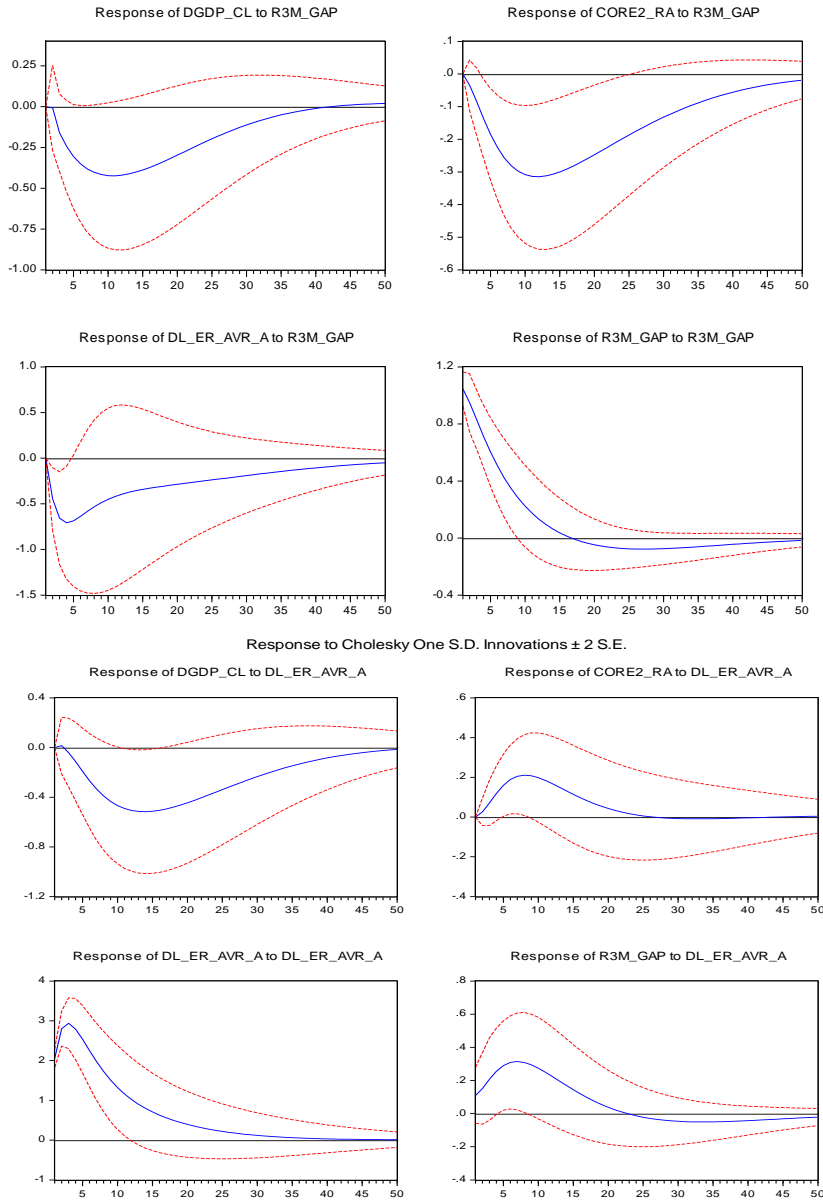 Response of DGDP_CL to R3M_GAP
0.25
0.00
-0.25
-0.50
-0.75
-1.00
5 10 15 20 25 30 35 40 45 50
Response of CORE2_RA to R3M_GAP
.1
.0
-.1
-.2
-.3
-.4
-.5
-.6
5 10 15 20 25 30 35 40 45 50
Response of DL_ER_AVR_A to R3M_GAP
1.0
0.5
0.0
-0.5
-1.0
-1.5
5 10 15 20 25 30 35 40 45 50
Response of R3M_GAP to R3M_GAP
1.2
0.8
0.4
0.0
-0.4
5 10 15 20 25 30 35 40 45 50
Response to Cholesky One S.D. Innovations ± 2 S.E.
Response of DGDP_CL to DL_ER_AVR_A
0.4
0.0
-0.4
-0.8
-1.2
5 10 15 20 25 30 35 40 45 50
Response of CORE2_RA to DL_ER_AVR_A
.6
.4
.2
.0
-.2
-.4
5 10 15 20 25 30 35 40 45 50
Response of DL_ER_AVR_A to DL_ER_AVR_A
4
3
2
1
0
-1
5 10 15 20 25 30 35 40 45 50
Response of R3M_GAP to DL_ER_AVR_A
.8
.6
.4
.2
.0
-.2
-.4
5 10 15 20 25 30 35 40 45 50